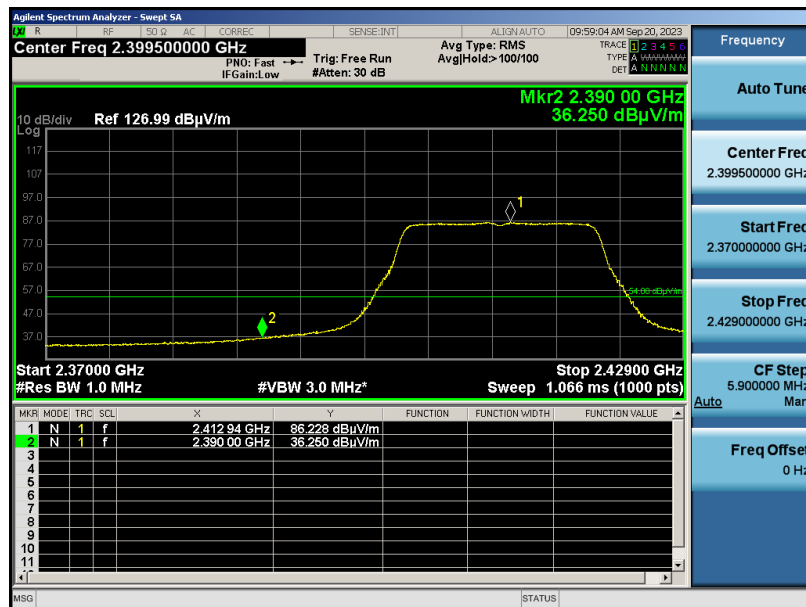 Agilent Spectrum Analyzer - Swept SA
LXI R RF 50 Ω AC CORREC SENSE:INT ALIGN AUTO 09:59:04 AM Sep 20, 2023
Center Freq 2.399500000 GHz
PNO: Fast
IFGain:Low
Trig: Free Run
#Atten: 30 dB
Avg Type: RMS
Avg|Hold:>100/100
TRACE 1 2 3 4 5 6
TYPE A
DET A N N N N N
Mkr2 2.390 00 GHz
36.250 dBµV/m
10 dB/div
Log
Ref 126.99 dBµV/m
117
107
97.0
87.0
77.0
67.0
57.0
47.0
37.0
1
2
54.00 dBµV/m
Start 2.37000 GHz
Stop 2.42900 GHz
#Res BW 1.0 MHz
#VBW 3.0 MHz*
Sweep 1.066 ms (1000 pts)
MKR MODE TRC SCL X Y FUNCTION FUNCTION WIDTH FUNCTION VALUE
1 N 1 f 2.412 94 GHz 86.228 dBµV/m
2 N 1 f 2.390 00 GHz 36.250 dBµV/m
3
4
5
6
7
8
9
10
11
MSG
STATUS
Frequency
Auto Tune
Center Freq
2.399500000 GHz
Start Freq
2.370000000 GHz
Stop Freq
2.429000000 GHz
CF Step
5.900000 MHz
Auto Man
Freq Offset
0 Hz